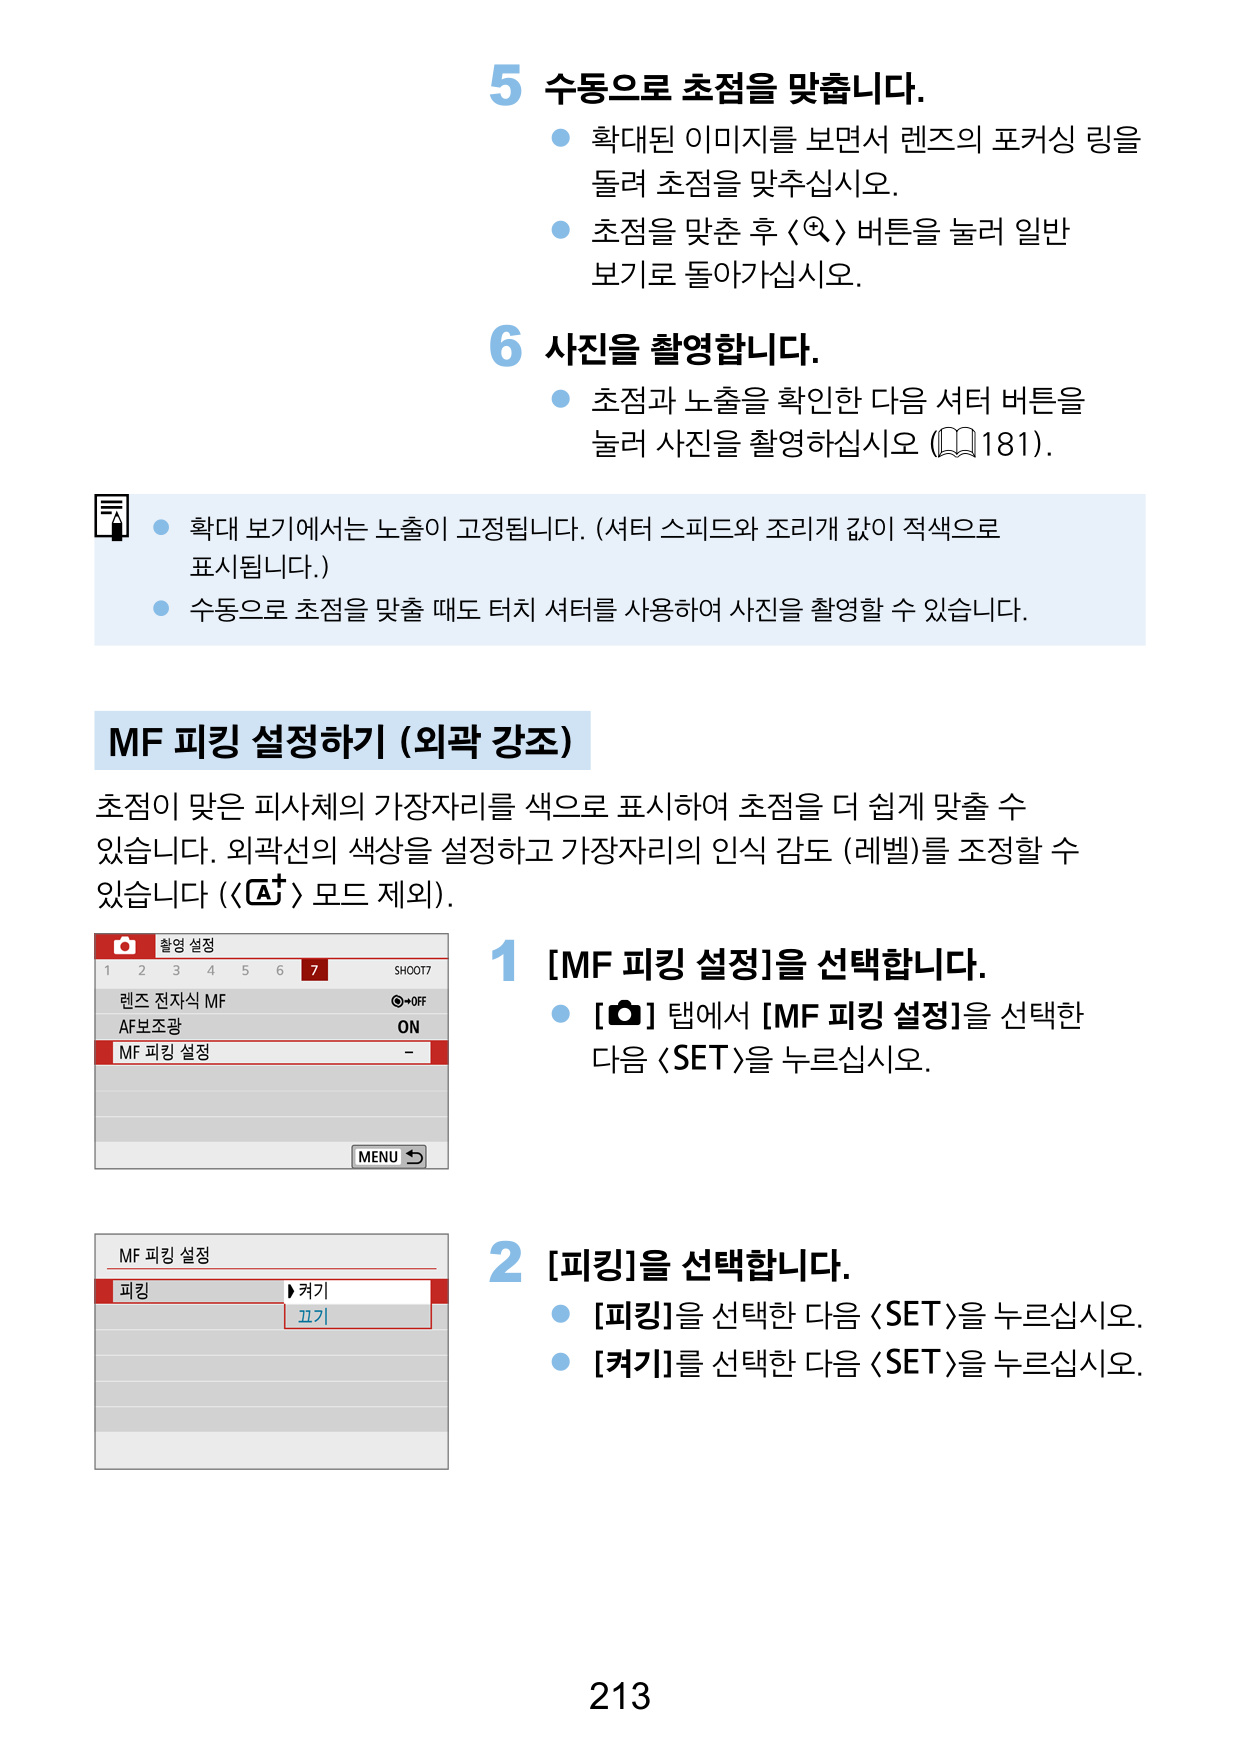 5 수동으로 초점을 맞춥니다.
● 확대된 이미지를 보면서 렌즈의 포커싱 링을
돌려 초점을 맞추십시오.
● 초점을 맞춘 후 〈🔍〉 버튼을 눌러 일반
보기로 돌아가십시오.
6 사진을 촬영합니다.
● 초점과 노출을 확인한 다음 셔터 버튼을
눌러 사진을 촬영하십시오 (📖181).
● 확대 보기에서는 노출이 고정됩니다. (셔터 스피드와 조리개 값이 적색으로
표시됩니다.)
● 수동으로 초점을 맞출 때도 터치 셔터를 사용하여 사진을 촬영할 수 있습니다.
MF 피킹 설정하기 (외곽 강조)
초점이 맞은 피사체의 가장자리를 색으로 표시하여 초점을 더 쉽게 맞출 수
있습니다. 외곽선의 색상을 설정하고 가장자리의 인식 감도 (레벨)를 조정할 수
있습니다 (〈A+〉 모드 제외).
촬영 설정
1 2 3 4 5 6 7 SHOOT7
렌즈 전자식 MF ◉→OFF
AF보조광 ON
MF 피킹 설정 –
MENU
1 [MF 피킹 설정]을 선택합니다.
● [📷] 탭에서 [MF 피킹 설정]을 선택한
다음 〈SET〉을 누르십시오.
MF 피킹 설정
피킹 켜기
끄기
2 [피킹]을 선택합니다.
● [피킹]을 선택한 다음 〈SET〉을 누르십시오.
● [켜기]를 선택한 다음 〈SET〉을 누르십시오.
213